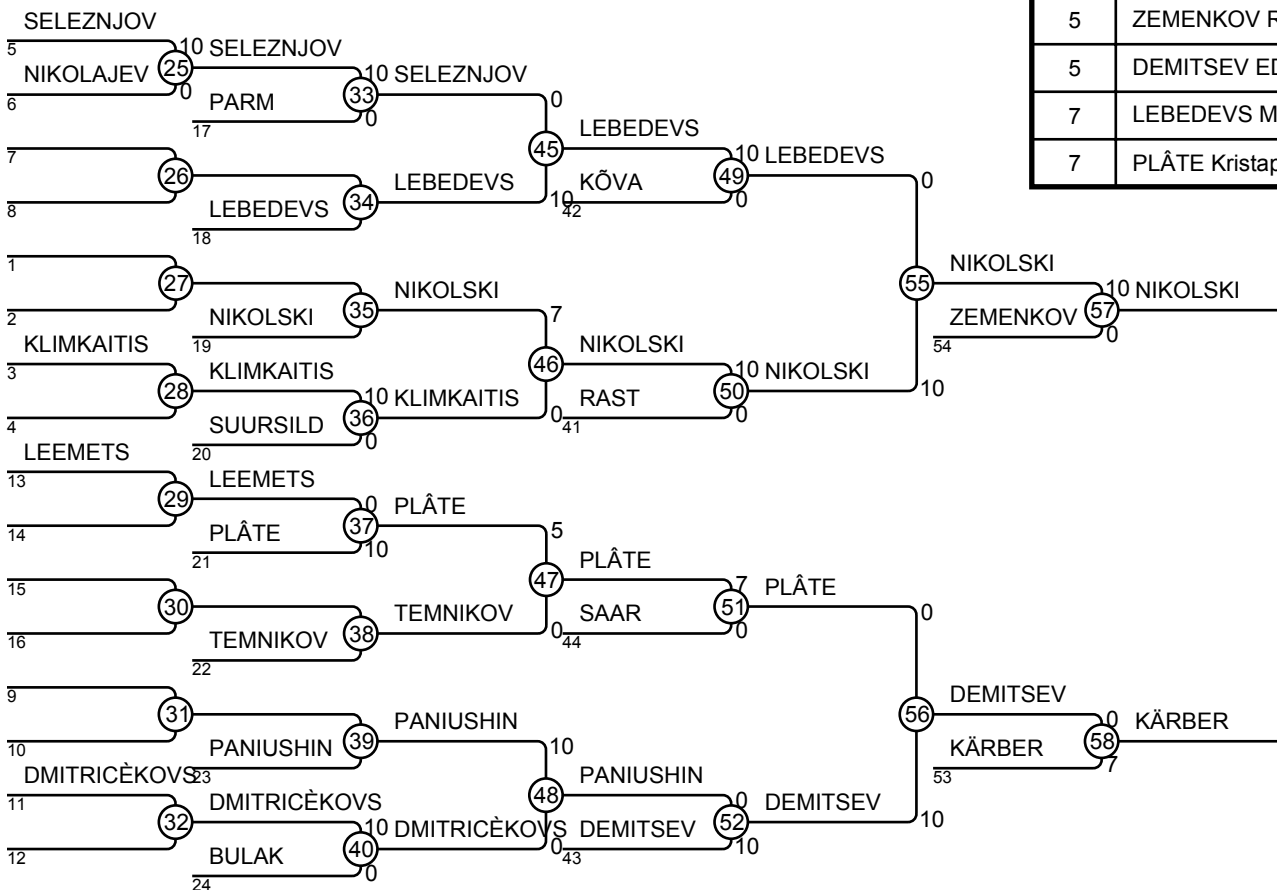 SELEZNJOV
5 ZEMENKOV R
5
10 SELEZNJOV
NIKOLAJEV 25
10 SELEZNJOV
5 DEMITSEV ED
6
0
PARM 33
0
0
17
LEBEDEVS
7 LEBEDEVS M
7
45
10 LEBEDEVS
26
LEBEDEVS
KÕVA 49
0
7 PLÂTE Kristap
8
LEBEDEVS 34
10
42
0
18
1
NIKOLSKI
27
NIKOLSKI
55
10 NIKOLSKI
2
NIKOLSKI 35
7
ZEMENKOV 57
19
54
0
KLIMKAITIS
NIKOLSKI
3
KLIMKAITIS
46
10 NIKOLSKI
28
10 KLIMKAITIS
RAST 50
10
4
SUURSILD 36
0
41
0
20
0
LEEMETS
13
LEEMETS
29
0 PLÂTE
14
PLÂTE 37
5
21
10
PLÂTE
15
47
7 PLÂTE
30
TEMNIKOV
SAAR 51
0
16
TEMNIKOV 38
0
44
0
22
9
DEMITSEV
31
PANIUSHIN
56
0 KÄRBER
10
PANIUSHIN 39
10
KÄRBER 58
DMITRICÈKOVS
23
PANIUSHIN
53
7
11
DMITRICÈKOVS
48
0 DEMITSEV
32
10 DMITRICÈKOVS
DEMITSEV 52
10
12
BULAK 40
0
43
10
24
0